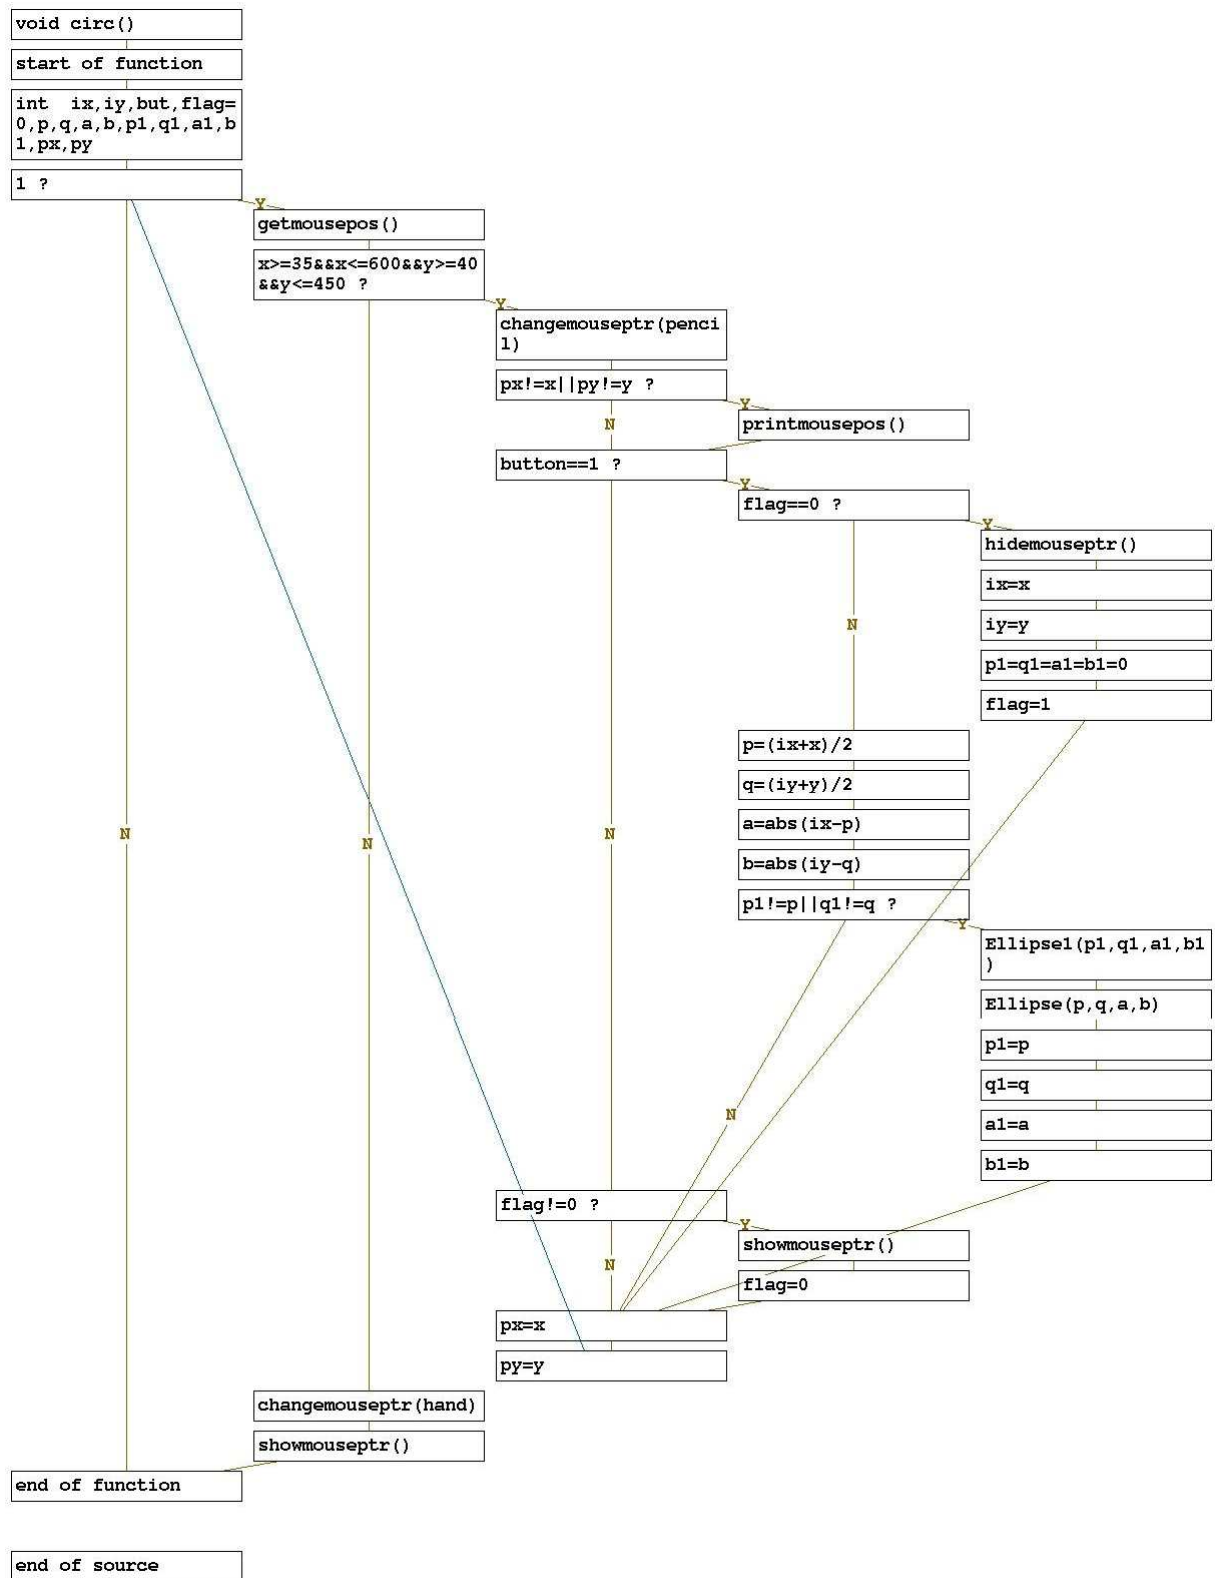 void circ()
start of function
int  ix,iy,but,flag=
0,p,q,a,b,p1,q1,a1,b
1,px,py
1 ?
Y
getmousepos()
x>=35&&x<=600&&y>=40
&&y<=450 ?
Y
changemouseptr(penci
l)
px!=x||py!=y ?
Y
printmousepos()
N
button==1 ?
Y
flag==0 ?
Y
hidemouseptr()
ix=x
iy=y
N
p1=q1=a1=b1=0
flag=1
p=(ix+x)/2
q=(iy+y)/2
a=abs(ix-p)
N
N
N
b=abs(iy-q)
p1!=p||q1!=q ?
Y
Ellipse1(p1,q1,a1,b1
)
Ellipse(p,q,a,b)
p1=p
q1=q
N
a1=a
b1=b
flag!=0 ?
Y
showmouseptr()
N
flag=0
px=x
py=y
changemouseptr(hand)
showmouseptr()
end of function
end of source